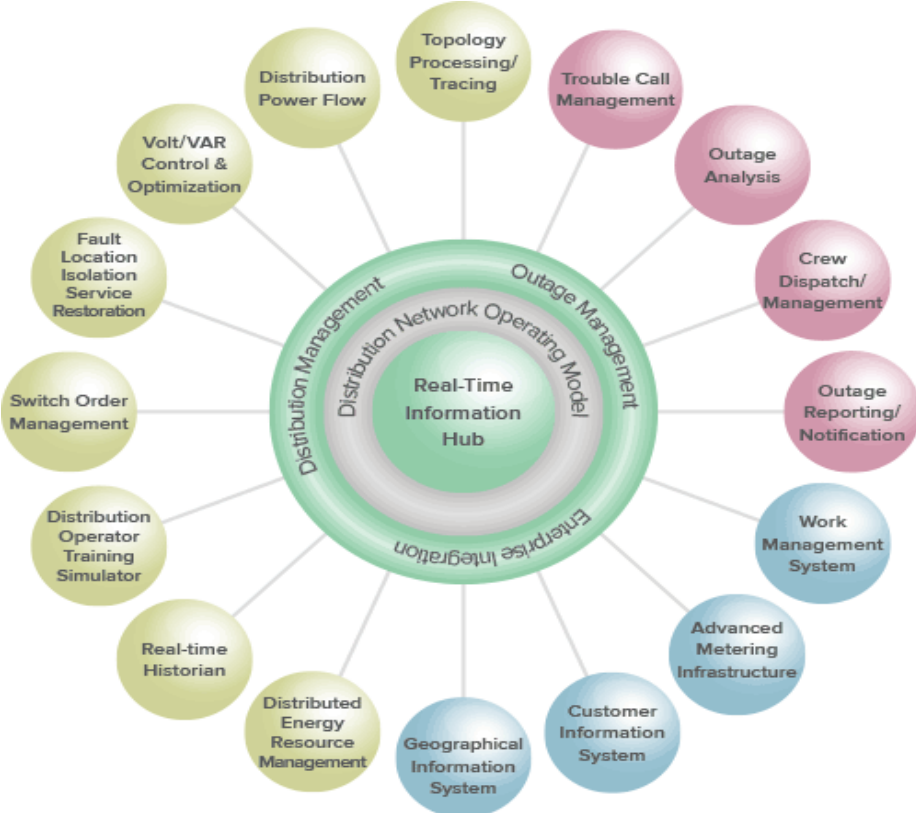 Topology
Processing/
Tracing
Trouble Call
Management
Outage
Analysis
Crew
Dispatch/
Management
Outage
Reporting/
Notification
Work
Management
System
Advanced
Metering
Infrastructure
Customer
Information
System
Geographical
Information
System
Distributed
Energy
Resource
Management
Real-time
Historian
Distribution
Operator
Training
Simulator
Switch Order
Management
Fault
Location
Isolation
Service
Restoration
Volt/VAR
Control &
Optimization
Distribution
Power Flow
Distribution Management
Outage Management
Enterprise Integration
Distribution Network Operating Model
Real-Time
Information
Hub